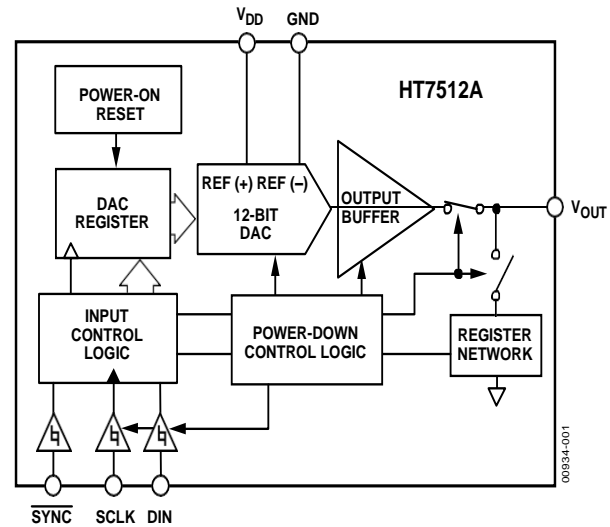 VDD GND
HT7512A
POWER-ON
RESET
DAC
REGISTER
REF (+) REF (–)
12-BIT
DAC
OUTPUT
BUFFER
VOUT
INPUT
CONTROL
LOGIC
POWER-DOWN
CONTROL LOGIC
REGISTER
NETWORK
SYNC SCLK DIN
00934-001